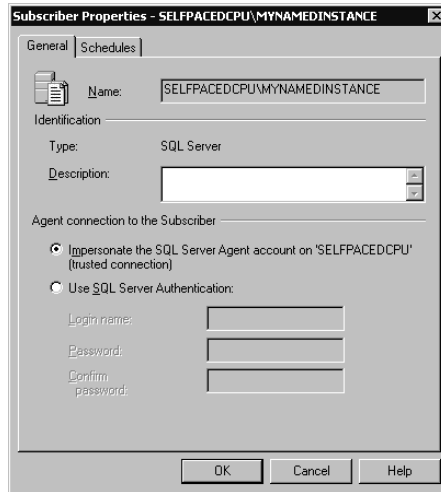 Subscriber Properties - SELFPACEDCPU\MYNAMEDINSTANCE
General Schedules
Name: SELFPACEDCPU\MYNAMEDINSTANCE
Identification
Type: SQL Server
Description:
Agent connection to the Subscriber
Impersonate the SQL Server Agent account on 'SELFPACEDCPU'
(trusted connection)
Use SQL Server Authentication:
Login name:
Password:
Confirm
password:
OK Cancel Help